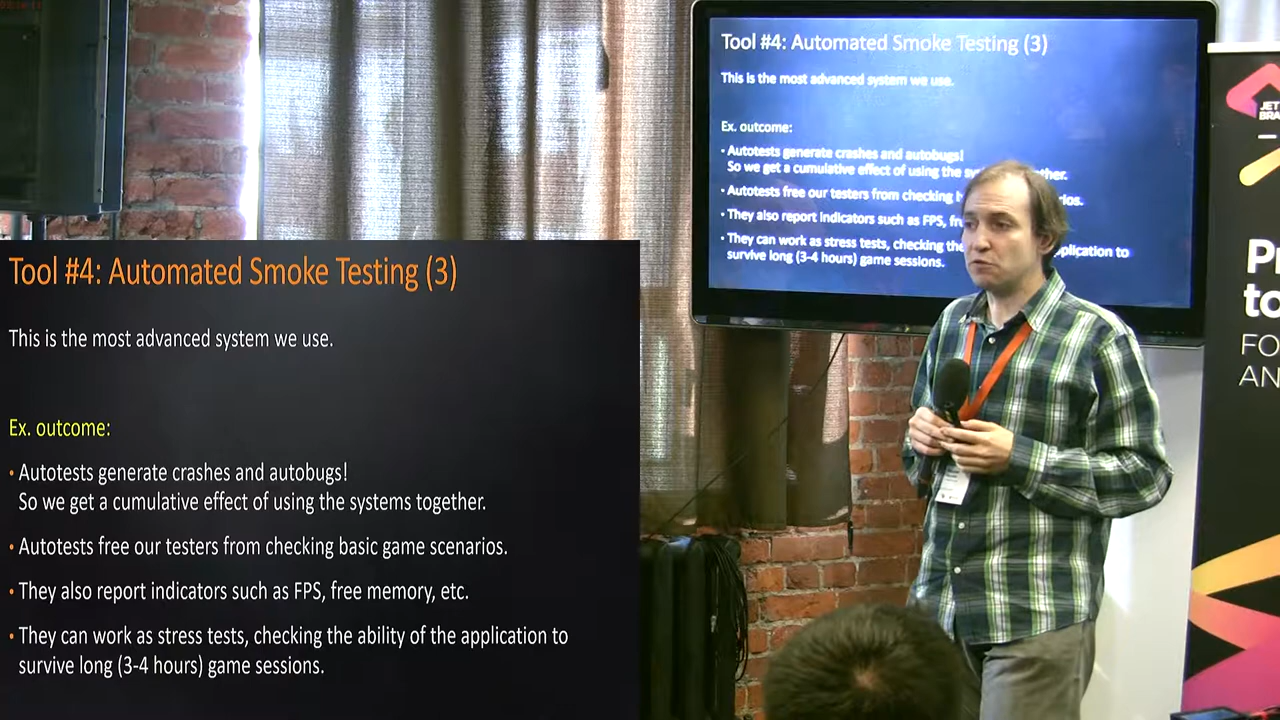 Tool #4: Automated Smoke Testing (3)
This is the most advanced system we use.
Ex. outcome:
• Autotests generate crashes and autobugs!
So we get a cumulative effect of using the systems together.
• Autotests free our testers from checking basic game scenarios.
• They also report indicators such as FPS, free memory, etc.
• They can work as stress tests, checking the ability of the application to
survive long (3-4 hours) game sessions.
Tool #4: Automated Smoke Testing (3)
This is the most advanced system we use.
Ex. outcome:
• Autotests generate crashes and autobugs!
So we get a cumulative effect of using the
• Autotests free our testers from checking
• They also report indicators such as FPS,
• They can work as stress tests, checking the application to
survive long (3-4 hours) game sessions.
JET
BRA
to
FO
AN